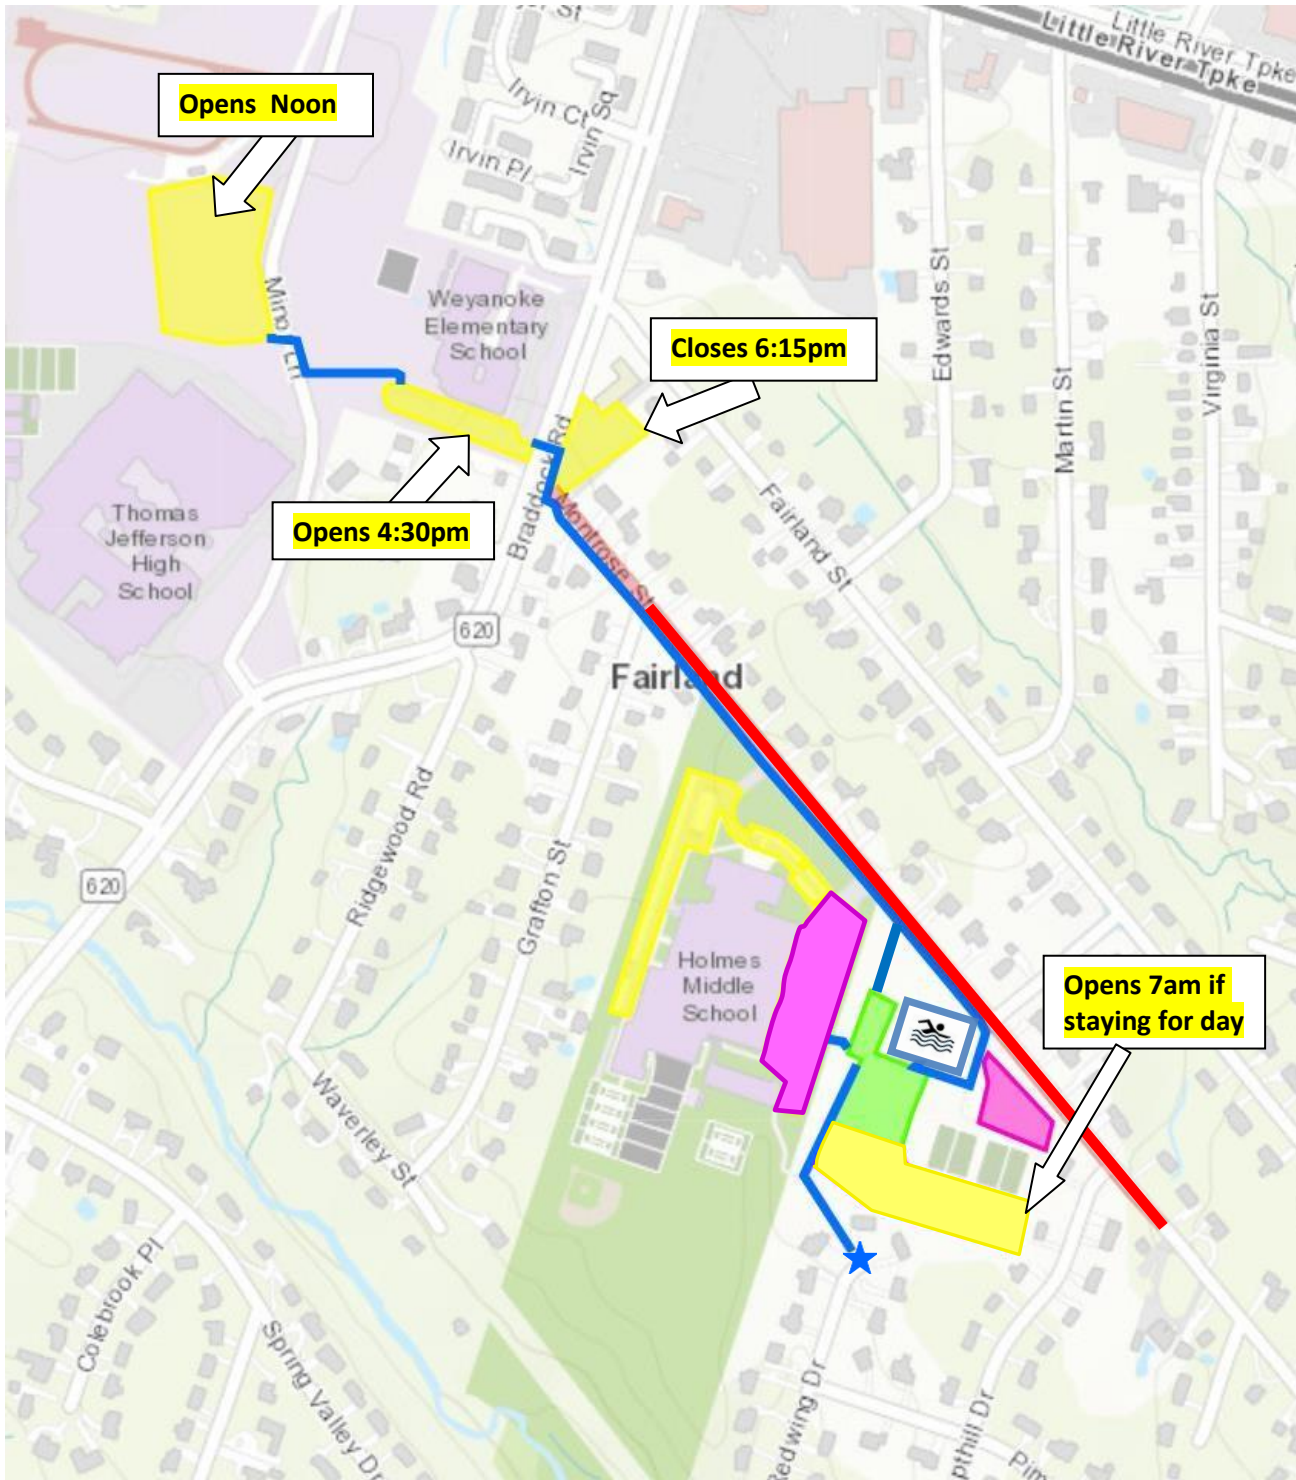 Little River Tpke
Little River Tpke
Opens  Noon
Irvin Ct
Irvin Sq
Irvin Pl
Edwards St
Virginia St
Martin St
Weyanoke
Elementary
School
Closes 6:15pm
Braddock Rd
Opens 4:30pm
Montrose St
Fairland St
Thomas
Jefferson
High
School
620
Fairland
Ridgewood Rd
Grafton St
620
Holmes
Middle
School
Opens 7am if
staying for day
Waverley St
Colebrook Pl
Spring Valley Dr
Redwing Dr